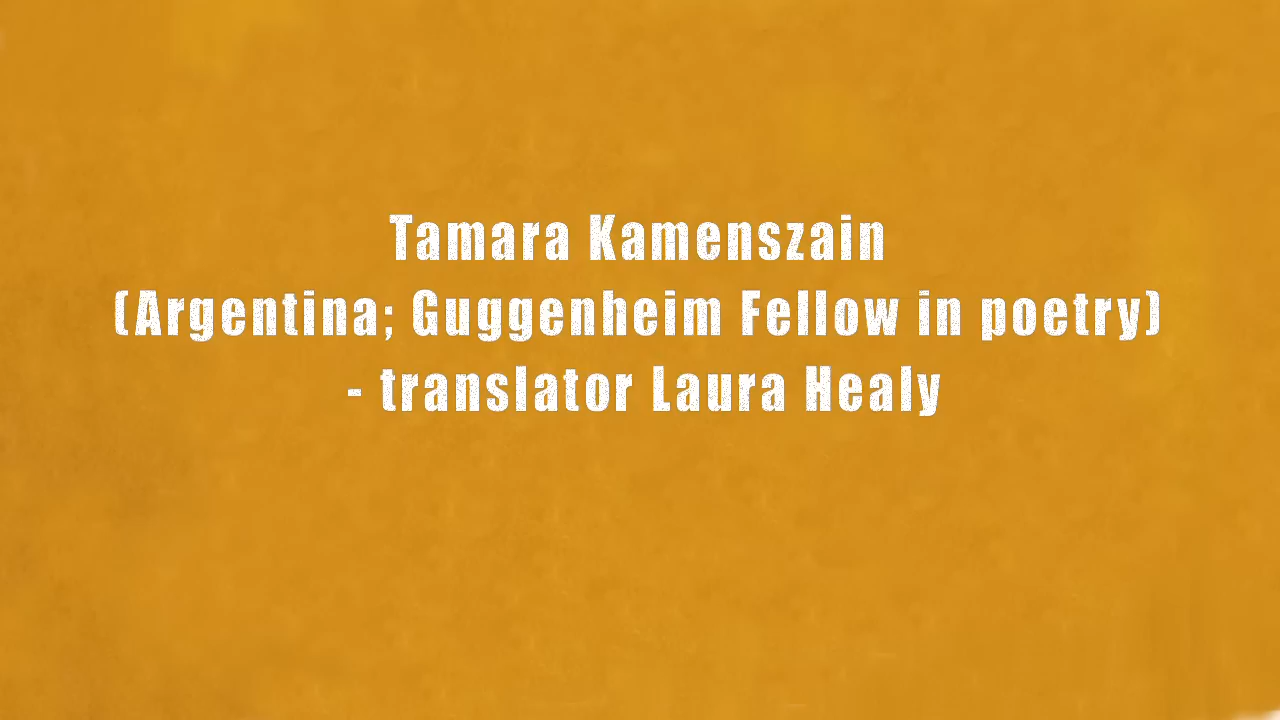 Tamara Kamenszain
(Argentina; Guggenheim Fellow in poetry)
- translator Laura Healy